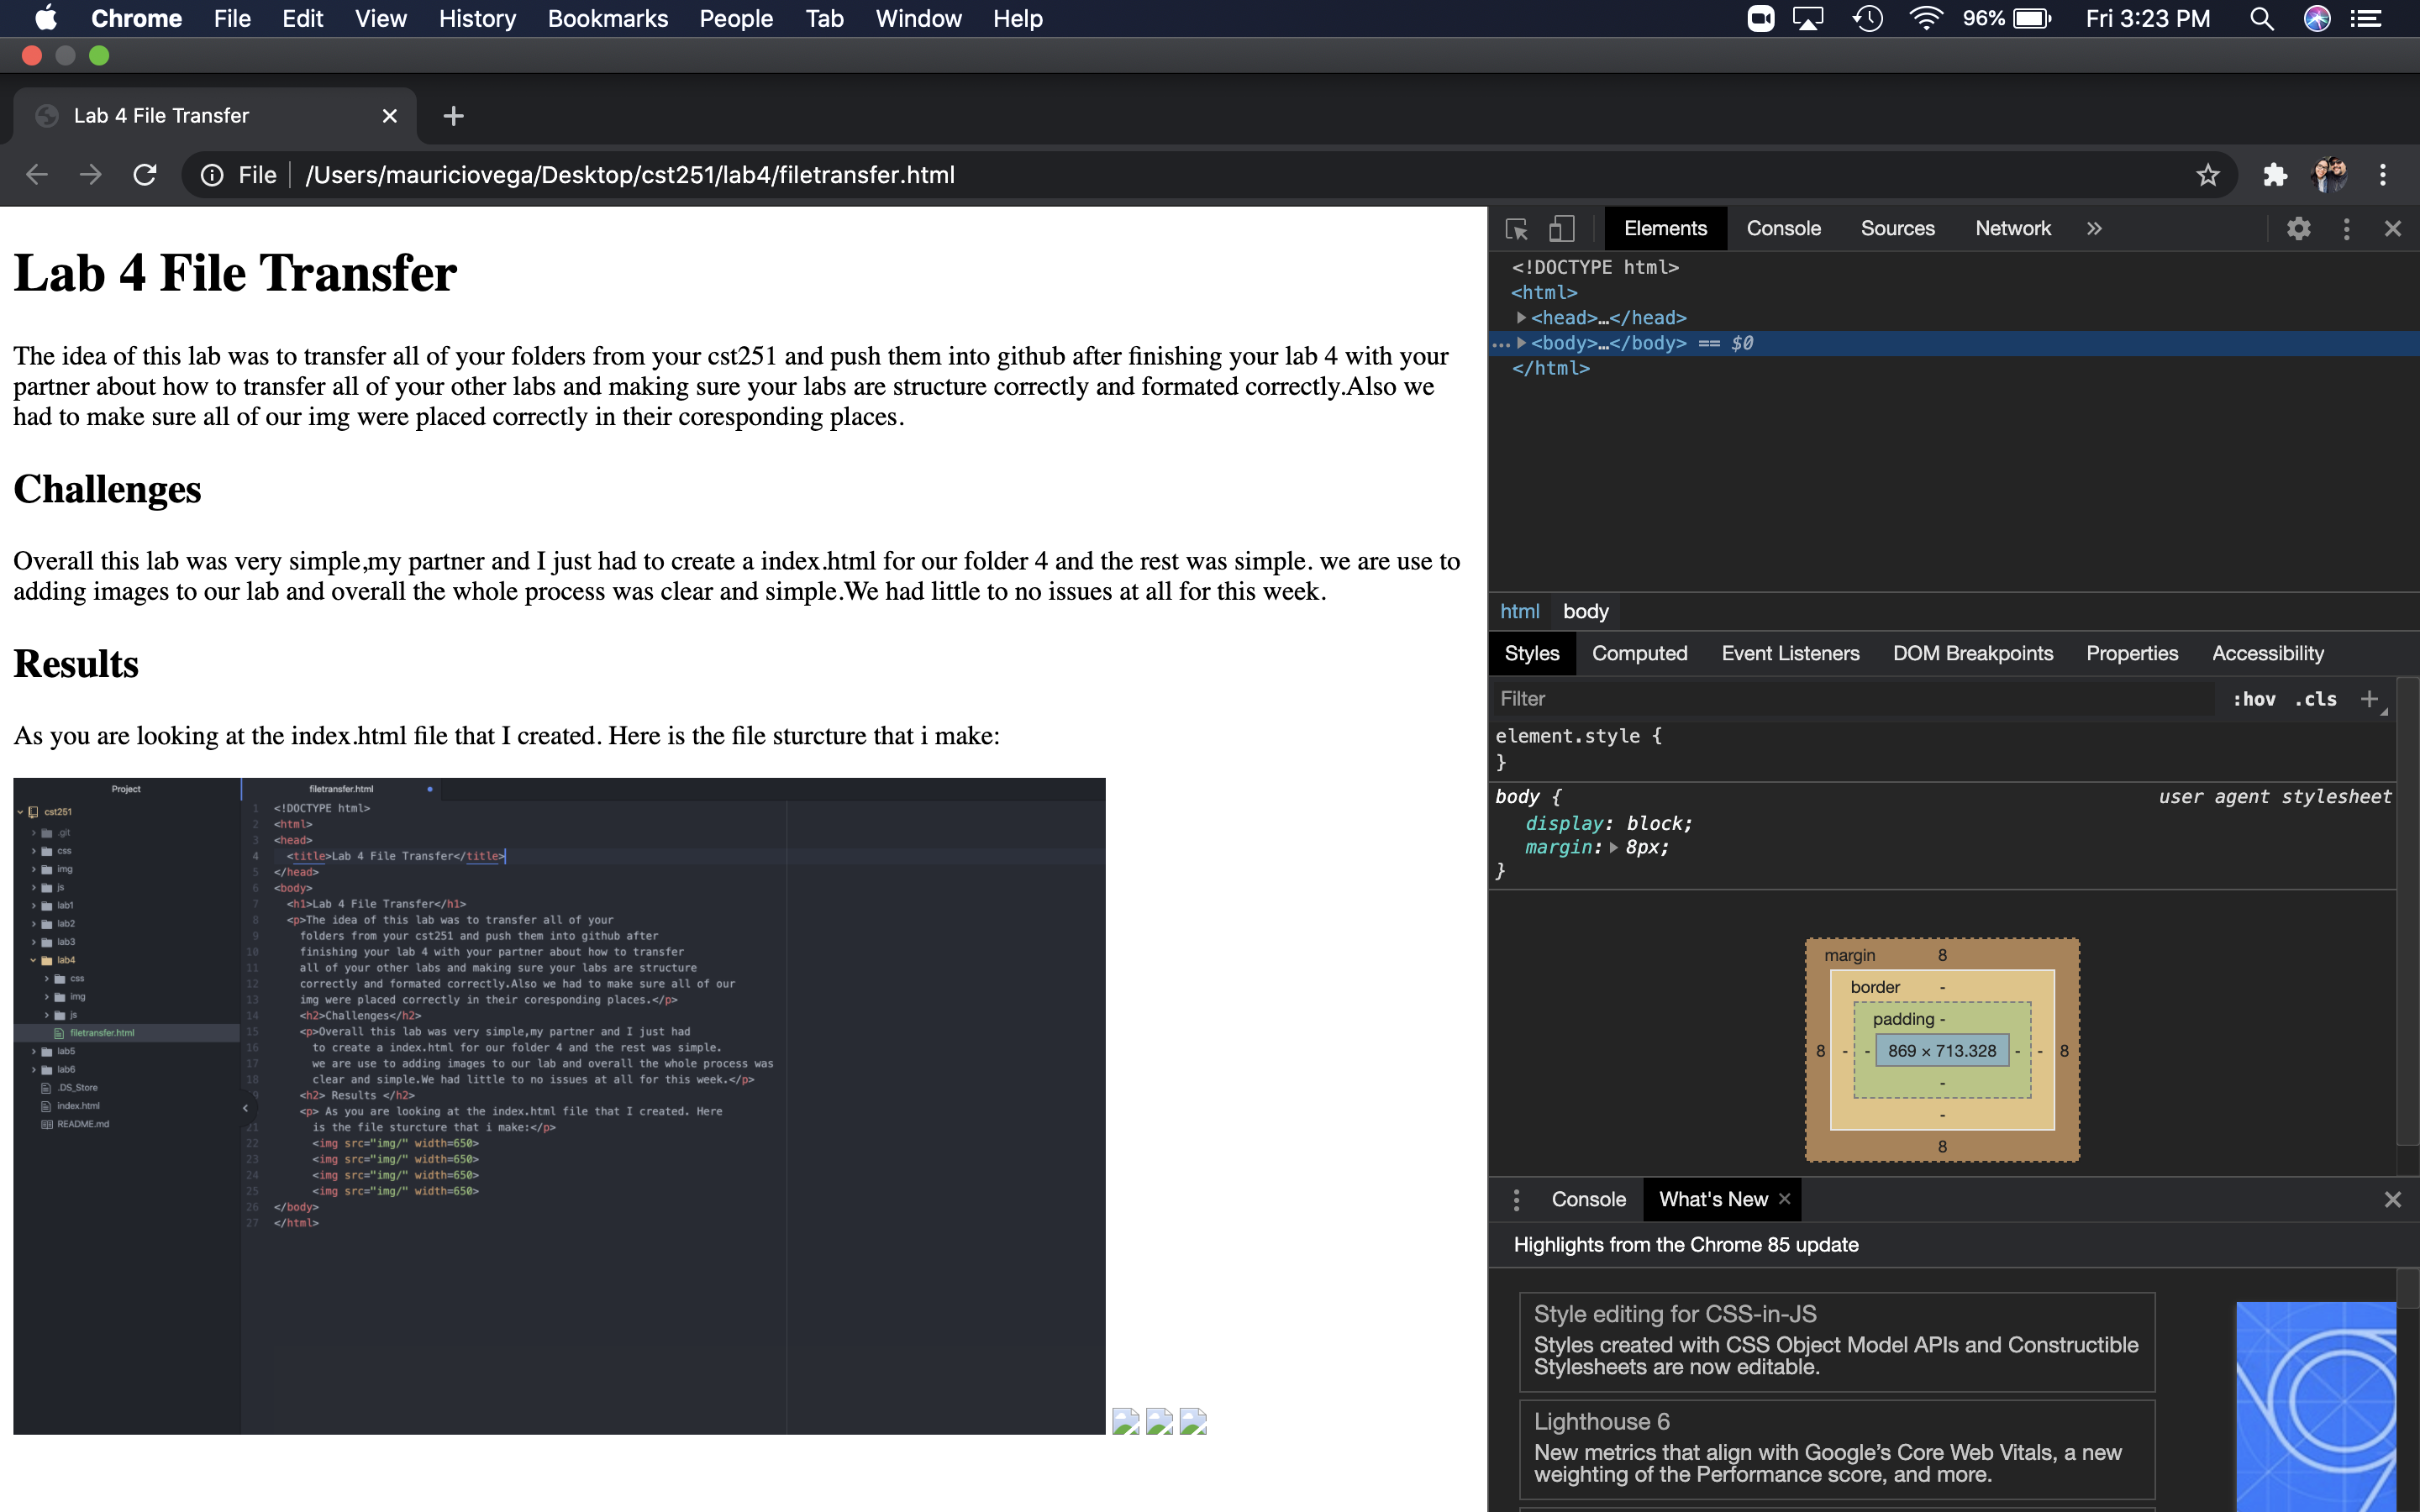 Chrome File Edit View History Bookmarks People Tab Window Help 96% Fri 3:23 PM
Lab 4 File Transfer
File /Users/mauriciovega/Desktop/cst251/lab4/filetransfer.html
Lab 4 File Transfer
The idea of this lab was to transfer all of your folders from your cst251 and push them into github after finishing your lab 4 with your
partner about how to transfer all of your other labs and making sure your labs are structure correctly and formated correctly.Also we
had to make sure all of our img were placed correctly in their coresponding places.
Challenges
Overall this lab was very simple,my partner and I just had to create a index.html for our folder 4 and the rest was simple. we are use to
adding images to our lab and overall the whole process was clear and simple.We had little to no issues at all for this week.
Results
As you are looking at the index.html file that I created. Here is the file sturcture that i make:
Project
cst251
.git
css
img
js
lab1
lab2
lab3
lab4
css
img
js
filetransfer.html
lab5
lab6
.DS_Store
index.html
README.md
filetransfer.html
1 <!DOCTYPE html>
2 <html>
3 <head>
4 <title>Lab 4 File Transfer</title>
5 </head>
6 <body>
7 <h1>Lab 4 File Transfer</h1>
8 <p>The idea of this lab was to transfer all of your
9 folders from your cst251 and push them into github after
10 finishing your lab 4 with your partner about how to transfer
11 all of your other labs and making sure your labs are structure
12 correctly and formated correctly.Also we had to make sure all of our
13 img were placed correctly in their coresponding places.</p>
14 <h2>Challenges</h2>
15 <p>Overall this lab was very simple,my partner and I just had
16 to create a index.html for our folder 4 and the rest was simple.
17 we are use to adding images to our lab and overall the whole process was
18 clear and simple.We had little to no issues at all for this week.</p>
<h2> Results </h2>
<p> As you are looking at the index.html file that I created. Here
21 is the file sturcture that i make:</p>
22 <img src="img/" width=650>
23 <img src="img/" width=650>
24 <img src="img/" width=650>
25 <img src="img/" width=650>
26 </body>
27 </html>
Elements Console Sources Network »
<!DOCTYPE html>
<html>
<head>…</head>
… <body>…</body> == $0
</html>
html body
Styles Computed Event Listeners DOM Breakpoints Properties Accessibility
Filter :hov .cls +
element.style {
}
body { user agent stylesheet
display: block;
margin: 8px;
}
margin 8
border -
padding -
8 - - 869 × 713.328 - - 8
-
-
8
Console What's New
Highlights from the Chrome 85 update
Style editing for CSS-in-JS
Styles created with CSS Object Model APIs and Constructible
Stylesheets are now editable.
Lighthouse 6
New metrics that align with Google's Core Web Vitals, a new
weighting of the Performance score, and more.